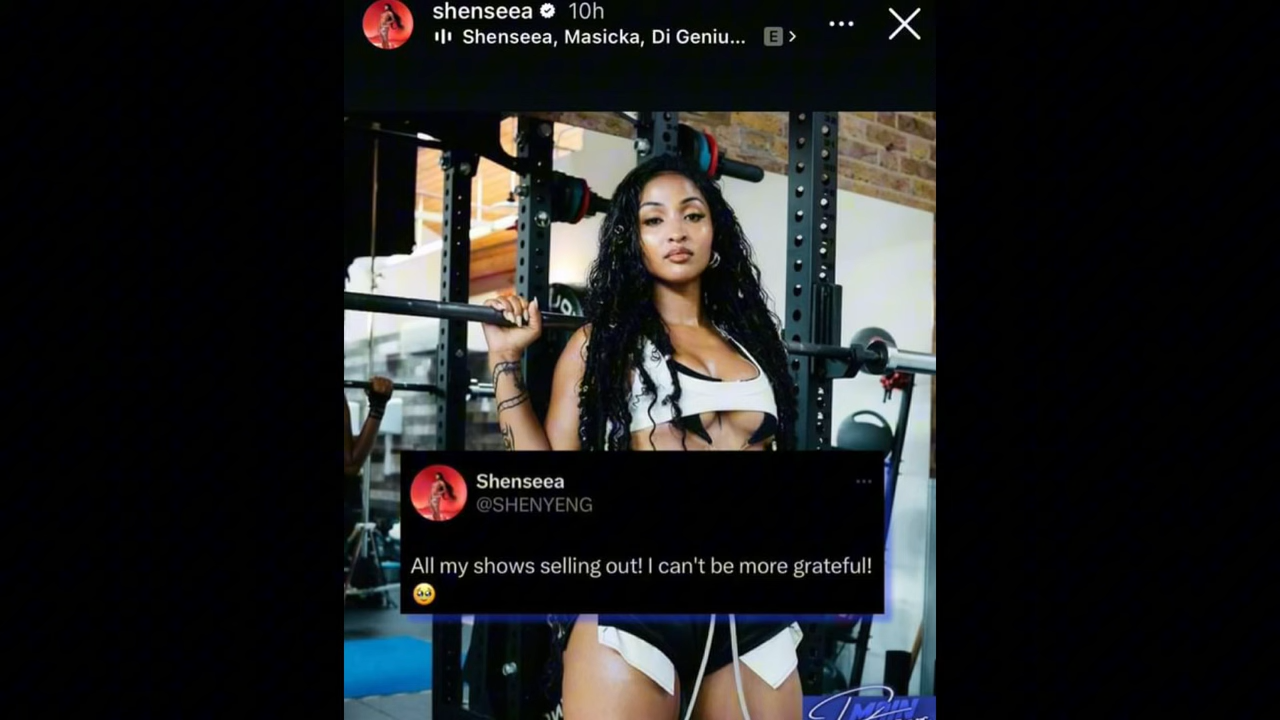 shenseea 10h
Shenseea, Masicka, Di Geniu... E >
Shenseea
@SHENYENG
All my shows selling out! I can't be more grateful!
🥹